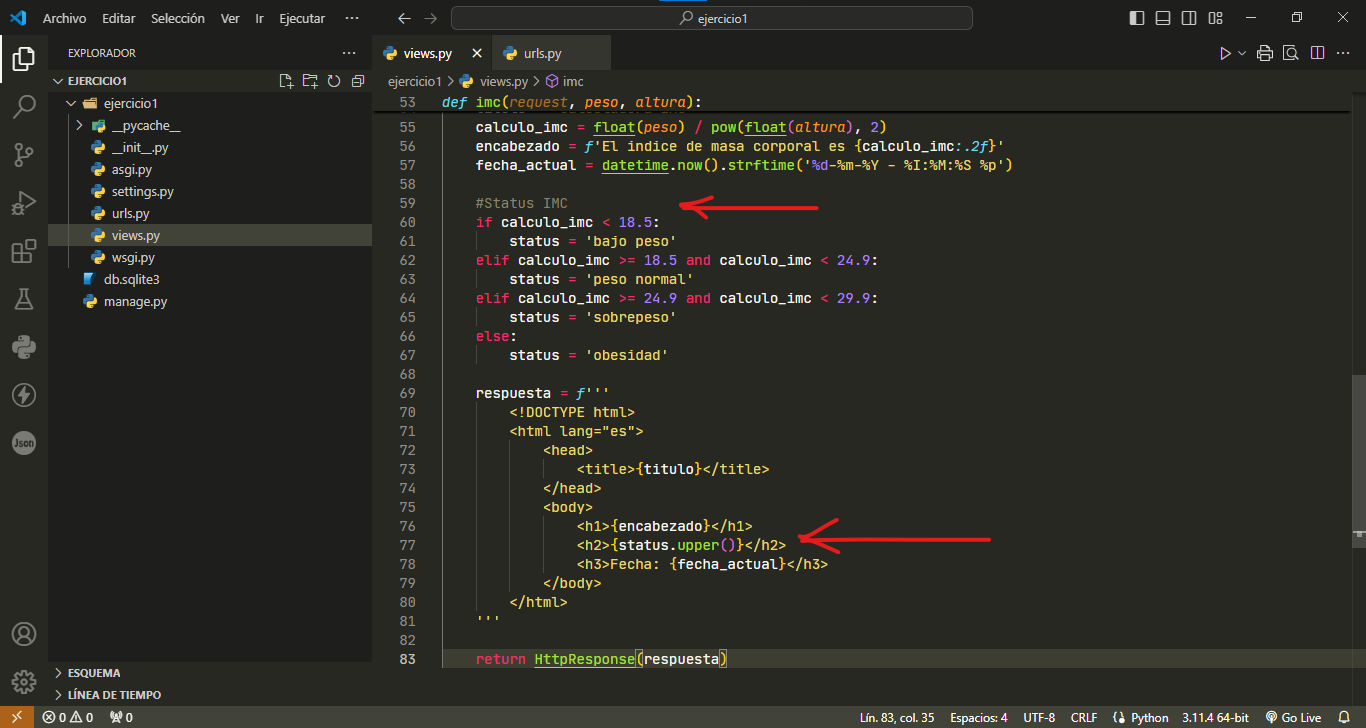 Archivo Editar Selección Ver Ir Ejecutar ··· ejercicio1
EXPLORADOR ···
EJERCICIO1
ejercicio1
__pycache__
__init__.py
asgi.py
settings.py
urls.py
views.py
wsgi.py
db.sqlite3
manage.py
Json
ESQUEMA
LÍNEA DE TIEMPO
views.py urls.py
ejercicio1 > views.py > imc
53 def imc(request, peso, altura):
55 calculo_imc = float(peso) / pow(float(altura), 2)
56 encabezado = f'El indice de masa corporal es {calculo_imc:.2f}'
57 fecha_actual = datetime.now().strftime('%d-%m-%Y - %I:%M:%S %p')
58
59 #Status IMC
60 if calculo_imc < 18.5:
61 status = 'bajo peso'
62 elif calculo_imc >= 18.5 and calculo_imc < 24.9:
63 status = 'peso normal'
64 elif calculo_imc >= 24.9 and calculo_imc < 29.9:
65 status = 'sobrepeso'
66 else:
67 status = 'obesidad'
68
69 respuesta = f'''
70 <!DOCTYPE html>
71 <html lang="es">
72 <head>
73 <title>{titulo}</title>
74 </head>
75 <body>
76 <h1>{encabezado}</h1>
77 <h2>{status.upper()}</h2>
78 <h3>Fecha: {fecha_actual}</h3>
79 </body>
80 </html>
81 '''
82
83 return HttpResponse(respuesta)
0 0 0 Lín. 83, col. 35 Espacios: 4 UTF-8 CRLF Python 3.11.4 64-bit Go Live